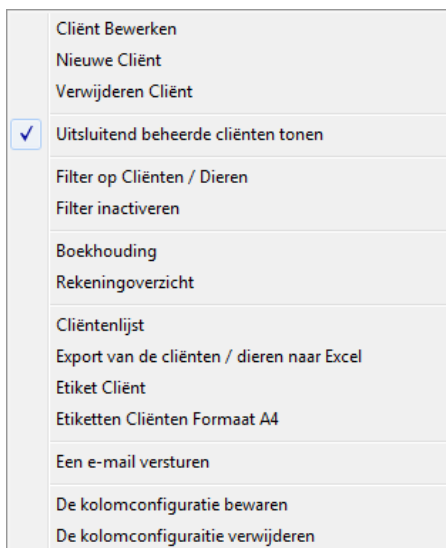 Cliënt Bewerken
Nieuwe Cliënt
Verwijderen Cliënt
Uitsluitend beheerde cliënten tonen
Filter op Cliënten / Dieren
Filter inactiveren
Boekhouding
Rekeningoverzicht
Cliëntenlijst
Export van de cliënten / dieren naar Excel
Etiket Cliënt
Etiketten Cliënten Formaat A4
Een e-mail versturen
De kolomconfiguratie bewaren
De kolomconfiguraitie verwijderen